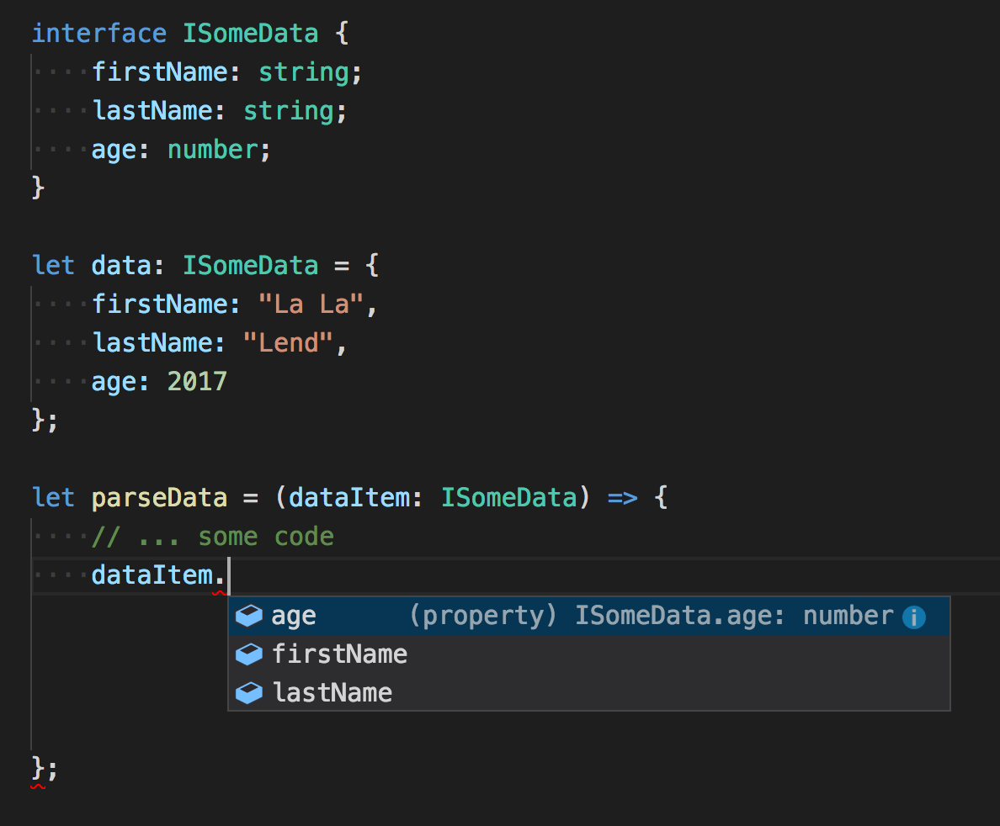 interface ISomeData {
    firstName: string;
    lastName: string;
    age: number;
}
let data: ISomeData = {
    firstName: "La La",
    lastName: "Lend",
    age: 2017
};
let parseData = (dataItem: ISomeData) => {
    // ... some code
    dataItem.
age (property) ISomeData.age: number i
firstName
lastName
};